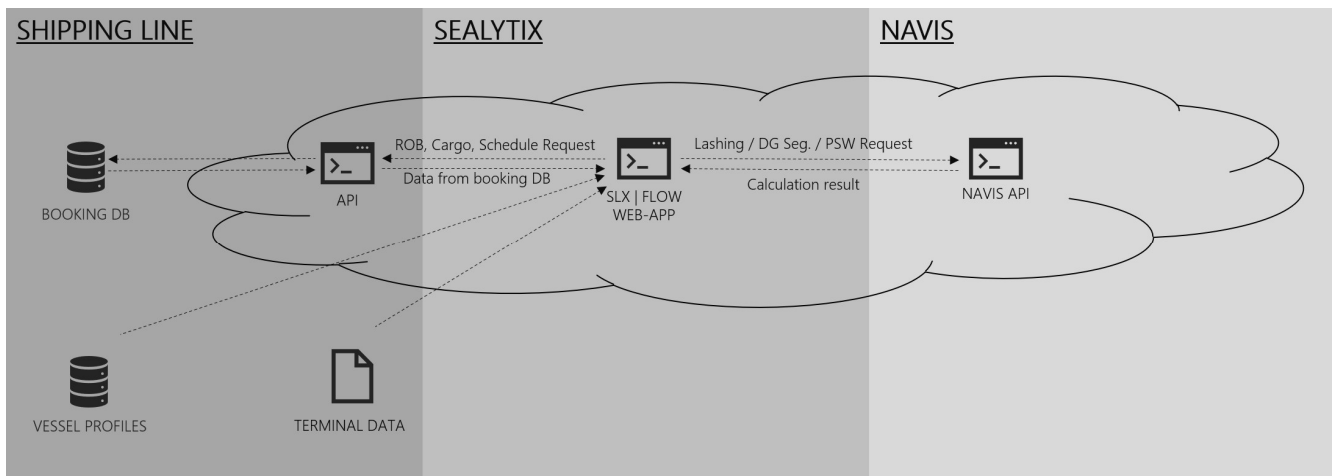 SHIPPING LINE
SEALYTIX
NAVIS
ROB, Cargo, Schedule Request
Lashing / DG Seg. / PSW Request
Data from booking DB
Calculation result
BOOKING DB
API
SLX | FLOW
WEB-APP
NAVIS API
VESSEL PROFILES
TERMINAL DATA